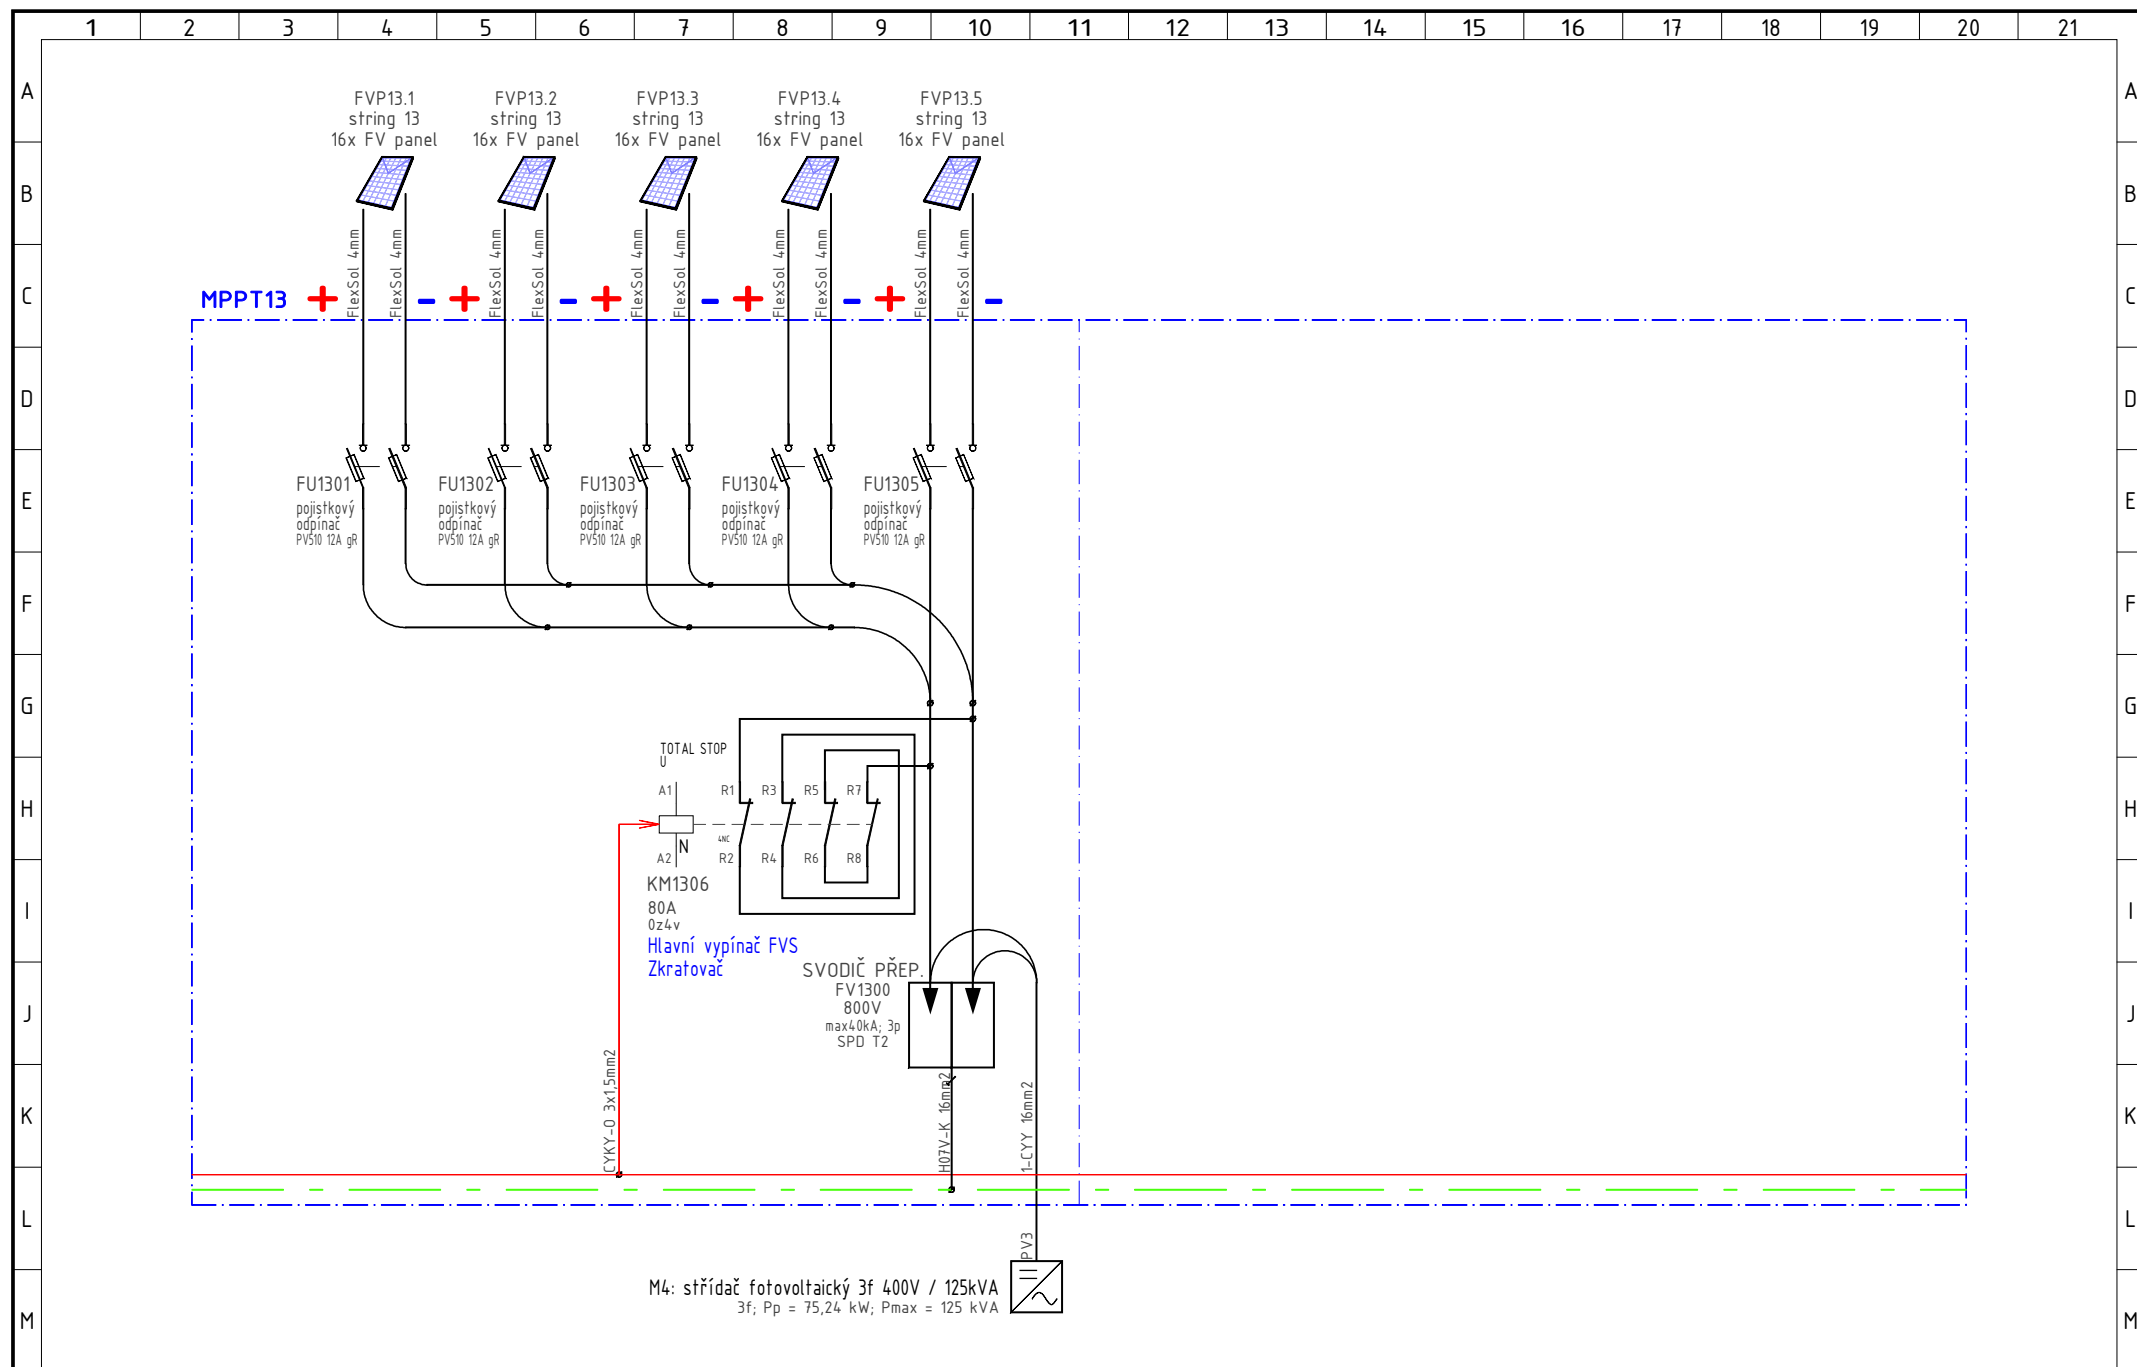 1 2 3 4 5 6 7 8 9 10 11 12 13 14 15 16 17 18 19 20 21
A A
FVP13.1 FVP13.2 FVP13.3 FVP13.4 FVP13.5
string 13 string 13 string 13 string 13 string 13
16x FV panel 16x FV panel 16x FV panel 16x FV panel 16x FV panel
B B
FlexSol 4mm FlexSol 4mm FlexSol 4mm FlexSol 4mm FlexSol 4mm FlexSol 4mm FlexSol 4mm FlexSol 4mm FlexSol 4mm FlexSol 4mm
C C
MPPT13 + - + - + - + - + -
D D
FU1301 FU1302 FU1303 FU1304 FU1305
E E
pojistkový pojistkový pojistkový pojistkový pojistkový
odpínač odpínač odpínač odpínač odpínač
PV510 12A gR PV510 12A gR PV510 12A gR PV510 12A gR PV510 12A gR
F F
G G
TOTAL STOP
U
A1 R1 R3 R5 R7
H H
4NC
N
A2 R2 R4 R6 R8
KM1306
80A
0z4v
I I
Hlavní vypínač FVS
Zkratovač
SVODIČ PŘEP.
FV1300
800V
max40kA; 3p
SPD T2
J J
CYKY-O 3x1,5mm2
H07V-K 16mm2
1-CYY 16mm2
K K
L L
PV3
M4: střídač fotovoltaický 3f 400V / 125kVA
3f; Pp = 75,24 kW; Pmax = 125 kVA
M M